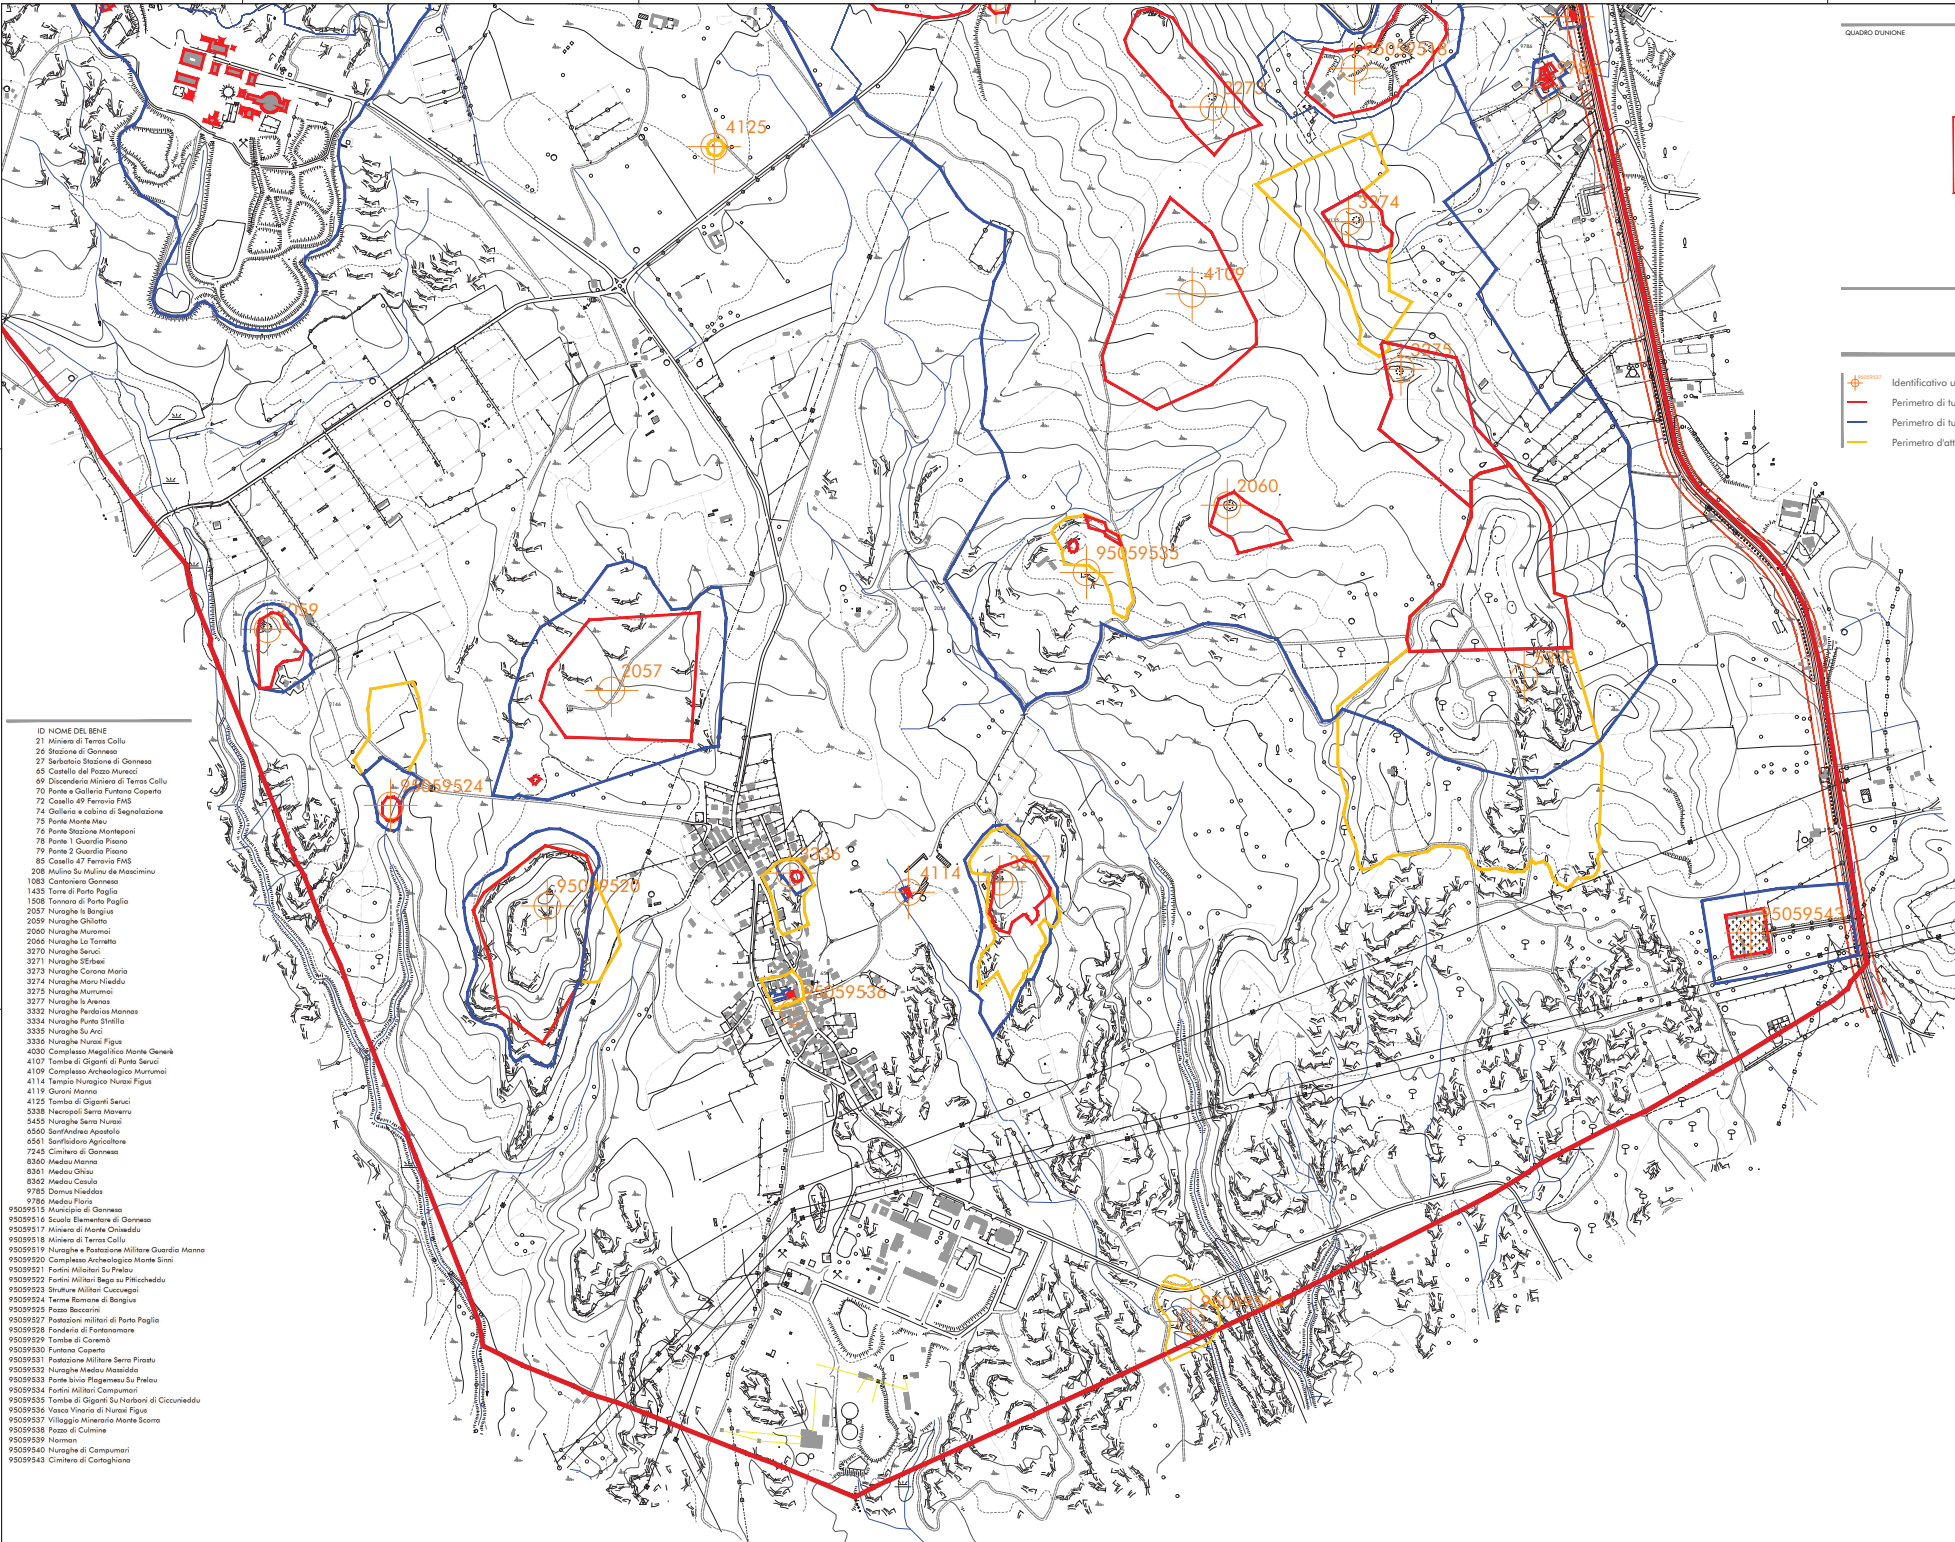 QUADRO D'UNIONE
9786
4125
95059518
3274
4109
3275
Identificativo u
Perimetro di tu
Perimetro di tu
Perimetro d'att
2060
95059535
2059
2057
2146
95059524
3336
4114
3277
95059520
95059543
95059536
ID NOME DEL BENE
21 Miniera di Terras Collu
26 Stazione di Gonnesa
27 Serbatoio Stazione di Gonnesa
65 Castello del Pozzo Murecci
69 Discenderia Miniera di Terras Collu
70 Ponte e Galleria Funtana Coperta
72 Casello 49 Ferrovia FMS
74 Galleria e cabina di Segnalazione
75 Ponte Monte Meu
76 Ponte Stazione Monteponi
78 Ponte 1 Guardia Pisano
79 Ponte 2 Guardia Pisano
85 Casello 47 Ferrovia FMS
208 Mulino Su Mulinu de Masciminu
1083 Cantoniera Gonnesa
1435 Torre di Porto Paglia
1508 Tonnara di Porto Paglia
2057 Nuraghe Is Bangius
2059 Nuraghe Ghilotta
2060 Nuraghe Muramoi
2066 Nuraghe La Torretta
3270 Nuraghe Seruci
3271 Nuraghe S'Erbexi
3273 Nuraghe Corona Maria
3274 Nuraghe Maru Nieddu
3275 Nuraghe Murrumoi
3277 Nuraghe Is Arenas
3332 Nuraghe Perdaias Mannas
3334 Nuraghe Punta S'Intilla
3335 Nuraghe Su Arci
3336 Nuraghe Nuraxi Figus
4030 Complesso Megalitico Monte Generè
4107 Tombe di Giganti di Punta Seruci
4109 Complesso Archeologico Murrumoi
4114 Tempio Nuragico Nuraxi Figus
4119 Guroni Manna
4125 Tomba di Giganti Seruci
5338 Necropoli Serra Maverru
5455 Nuraghe Serra Nuraxi
6560 Sant'Andrea Apostolo
6561 Sant'Isidoro Agricoltore
7245 Cimitero di Gonnesa
8360 Medau Manna
8361 Medau Ghisu
8362 Medau Casula
9785 Domus Nieddas
9786 Medau Floris
95059515 Municipio di Gonnesa
95059516 Scuola Elementare di Gonnesa
95059517 Miniera di Monte Onixeddu
95059518 Miniera di Terras Collu
95059519 Nuraghe e Postazione Militare Guardia Manna
95059520 Complesso Archeologico Monte Sinni
95059521 Fortini Miloitari Su Prelau
95059522 Fortini Militari Bega su Pitticheddu
95059523 Strutture Militari Cuccuegai
95059524 Terme Romane di Bangius
95059525 Pozzo Baccarini
95059527 Postazioni militari di Porto Paglia
95059528 Fonderia di Fontanamare
95059529 Tombe di Caremò
95059530 Funtana Coperta
95059531 Postazione Militare Serra Pirastu
95059532 Nuraghe Medau Massidda
95059533 Ponte bivio Plagemesu Su Prelau
95059534 Fortini Militari Campumari
95059535 Tombe di Giganti Su Narboni di Ciccunieddu
95059536 Vasca Vinaria di Nuraxi Figus
95059537 Villaggio Minerario Monte Scorra
95059538 Pozzo di Culmine
95059539 Norman
95059540 Nuraghe di Campumari
95059543 Cimitero di Cortoghiana